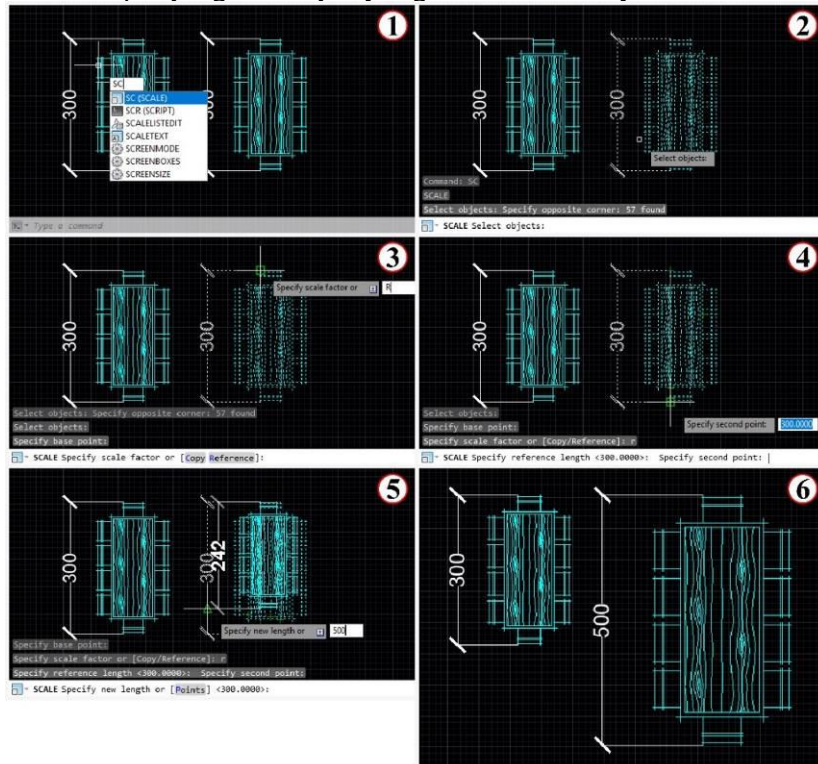 1
300
300
SC
SC (SCALE)
SCR (SCRIPT)
SCALELISTEDIT
SCALETEXT
SCREENMODE
SCREENBOXES
SCREENSIZE
Type a command
2
300
300
Select objects:
Command: SC
SCALE
Select objects: Specify opposite corner: 57 found
SCALE Select objects:
3
Specify scale factor or R
300
300
Select objects: Specify opposite corner: 57 found
Select objects:
Specify base point:
SCALE Specify scale factor or [Copy Reference]:
4
300
300
Specify second point: 300.0000
Select objects:
Specify base point:
Specify scale factor or [Copy/Reference]: r
SCALE Specify reference length <300.0000>: Specify second point:
5
300
300
242
Specify new length or 500
Specify base point:
Specify scale factor or [Copy/Reference]: r
Specify reference length <300.0000>: Specify second point:
SCALE Specify new length or [Points] <300.0000>:
6
300
500